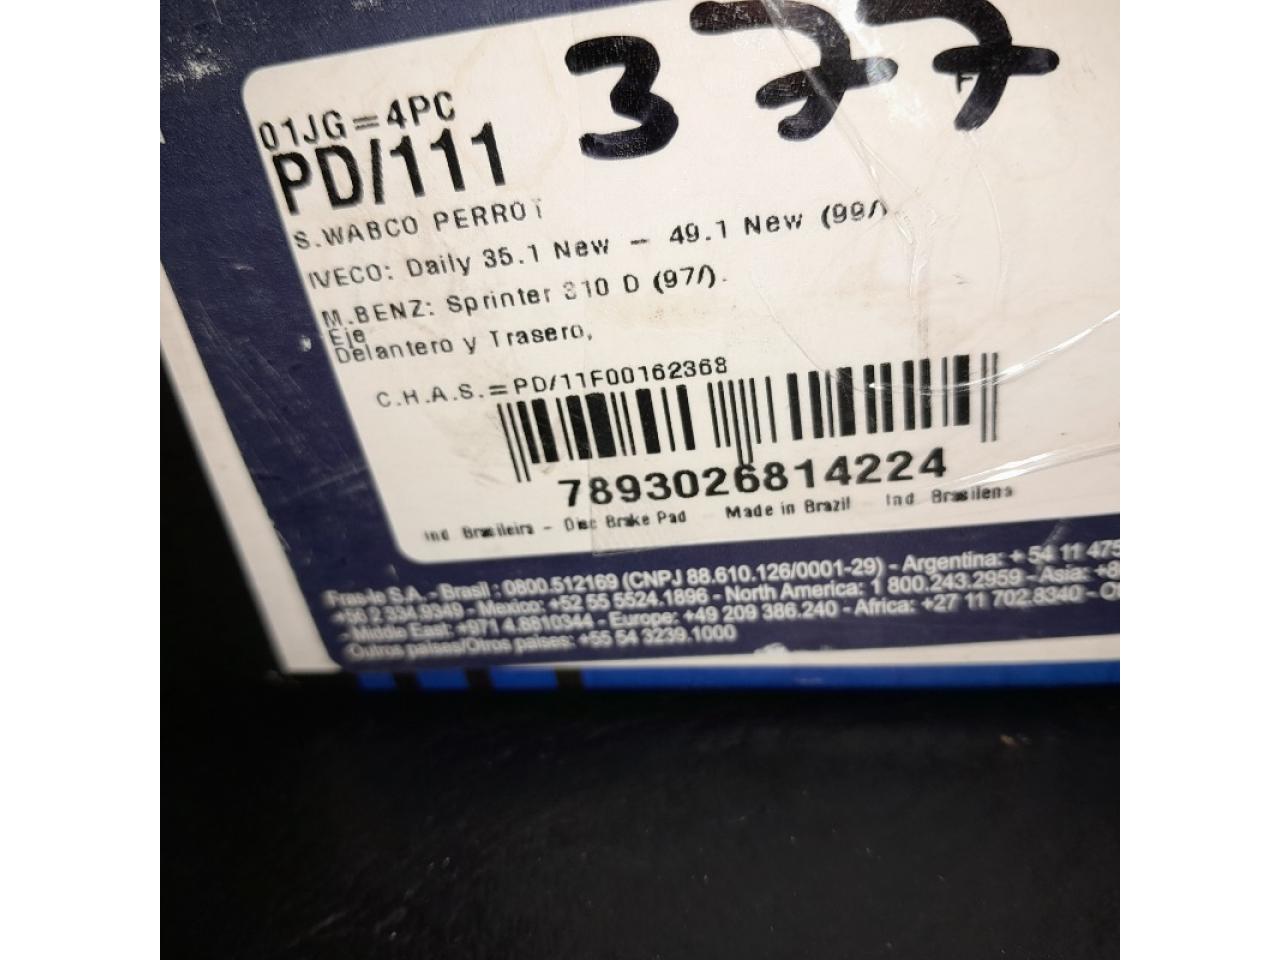 377
F
01JG=4PC
PD/111
S.WABCO PERROT
IVECO: Daily 35.1 New - 49.1 New (99/)
M.BENZ: Sprinter 310 D (97/).
Eje
Delantero y Trasero,
C.H.A.S.=PD/11F00162368
7893026814224
Ind Brasileira - Disc Brake Pad Made in Brazil Ind Brasilena
Fras-le S.A. - Brasil : 0800.512169 (CNPJ 88.610.126/0001-29) - Argentina: + 54 11 475
+56 2 334.9349 - Mexico: +52 55 5524.1896 - North America: 1 800.243.2959 - Asia: +8
- Middle East: +971 4.8810344 - Europe: +49 209 386.240 - Africa: +27 11 702.8340 - O
Outros países/Otros países: +55 54 3239.1000